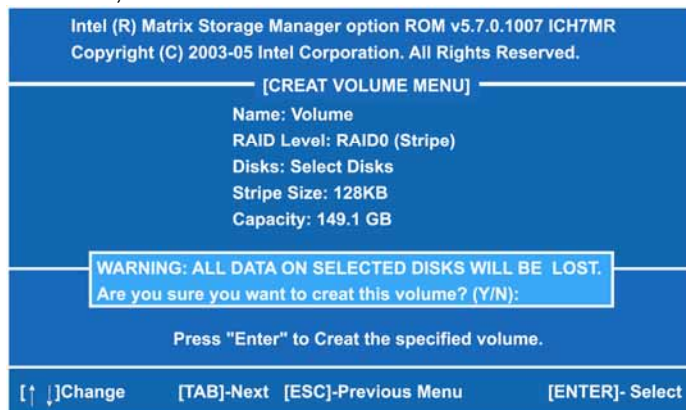 Intel (R) Matrix Storage Manager option ROM v5.7.0.1007 ICH7MR
Copyright (C) 2003-05 Intel Corporation. All Rights Reserved.
[CREAT VOLUME MENU]
Name: Volume
RAID Level: RAID0 (Stripe)
Disks: Select Disks
Stripe Size: 128KB
Capacity: 149.1 GB
WARNING: ALL DATA ON SELECTED DISKS WILL BE LOST.
Are you sure you want to creat this volume? (Y/N):
Press "Enter" to Creat the specified volume.
[↑ ↓]Change [TAB]-Next [ESC]-Previous Menu [ENTER]- Select